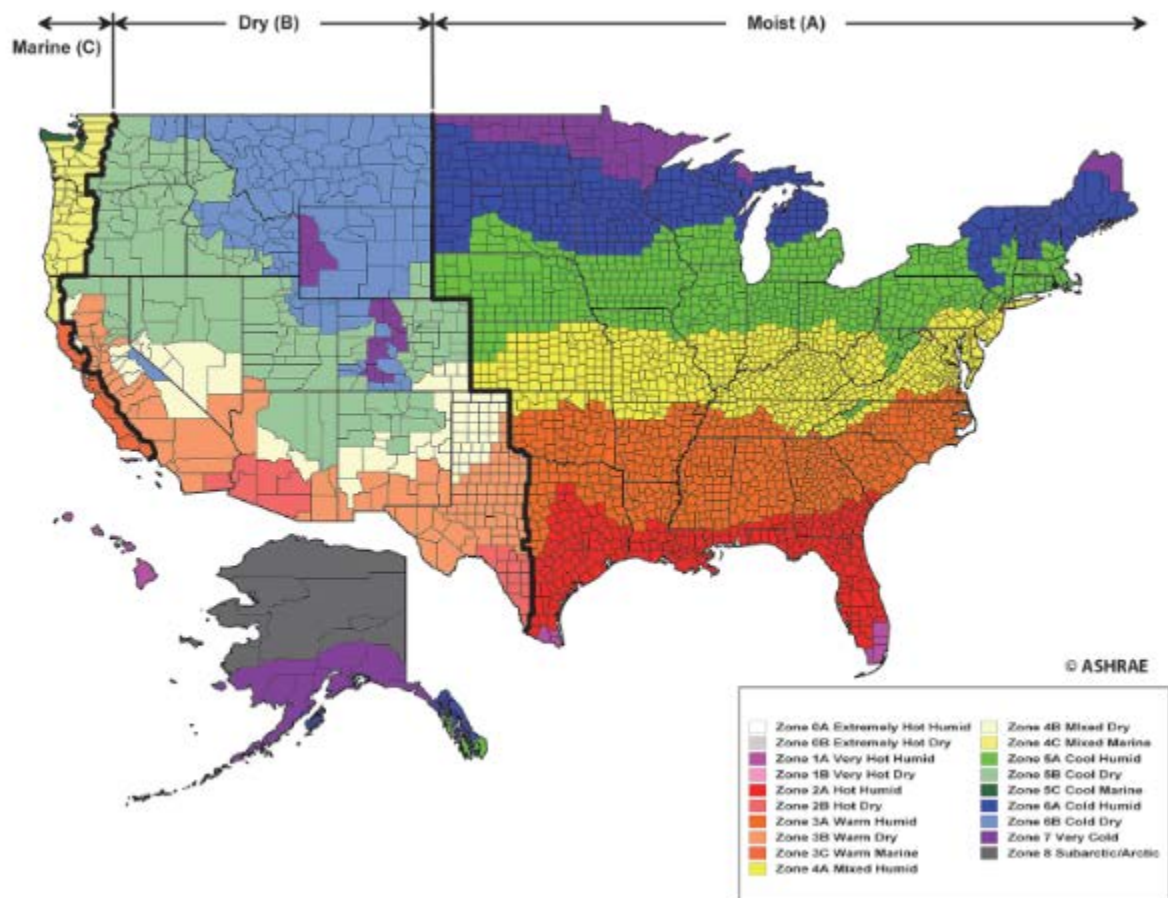 Marine (C)
Dry (B)
Moist (A)
© ASHRAE
Zone 0A Extremely Hot Humid
Zone 0B Extremely Hot Dry
Zone 1A Very Hot Humid
Zone 1B Very Hot Dry
Zone 2A Hot Humid
Zone 2B Hot Dry
Zone 3A Warm Humid
Zone 3B Warm Dry
Zone 3C Warm Marine
Zone 4A Mixed Humid
Zone 4B Mixed Dry
Zone 4C Mixed Marine
Zone 5A Cool Humid
Zone 5B Cool Dry
Zone 5C Cool Marine
Zone 6A Cold Humid
Zone 6B Cold Dry
Zone 7 Very Cold
Zone 8 Subarctic/Arctic